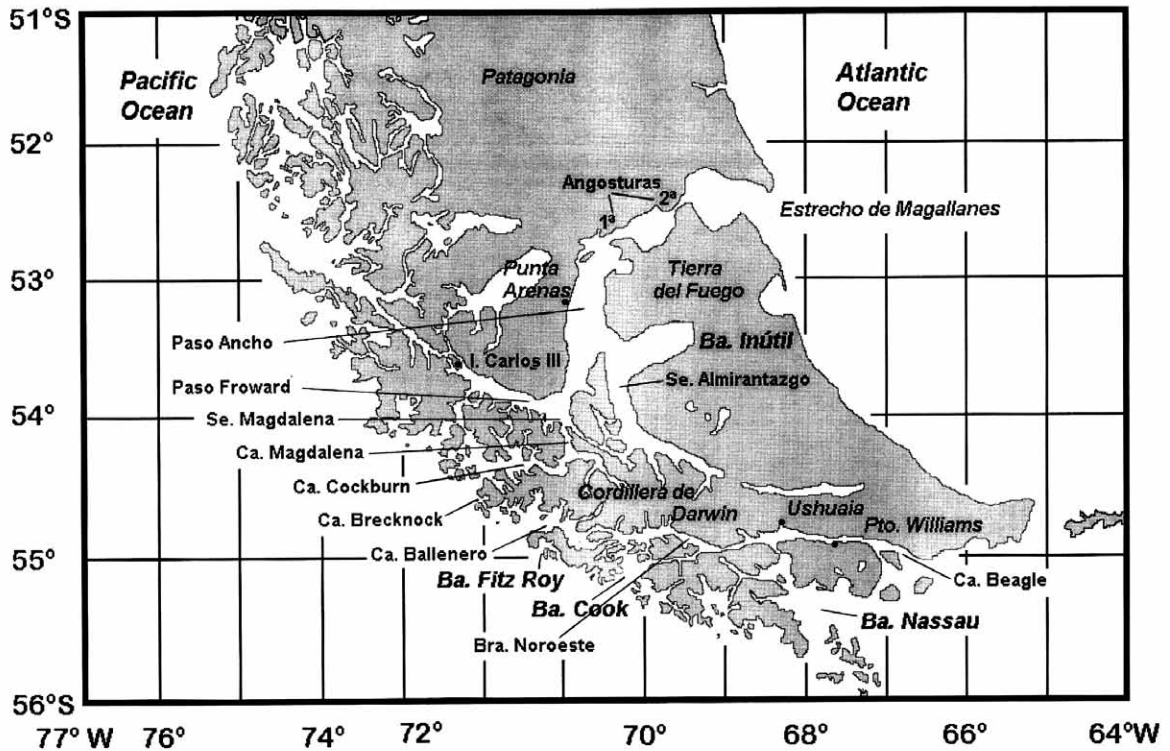 51°S
Pacific
Ocean
Patagonia
Atlantic
Ocean
52°
Angosturas
2ª
1ª
Estrecho de Magallanes
53°
Punta
Arenas
Tierra
del Fuego
Paso Ancho
I. Carlos III
Ba. Inútil
Paso Froward
Se. Almirantazgo
54°
Se. Magdalena
Ca. Magdalena
Ca. Cockburn
Cordillera de
Darwin
Ushuaia
Pto. Williams
Ca. Brecknock
Ca. Ballenero
55°
Ba. Fitz Roy
Ca. Beagle
Ba. Cook
Ba. Nassau
Bra. Noroeste
56°S
77° W 76° 74° 72° 70° 68° 66° 64°W